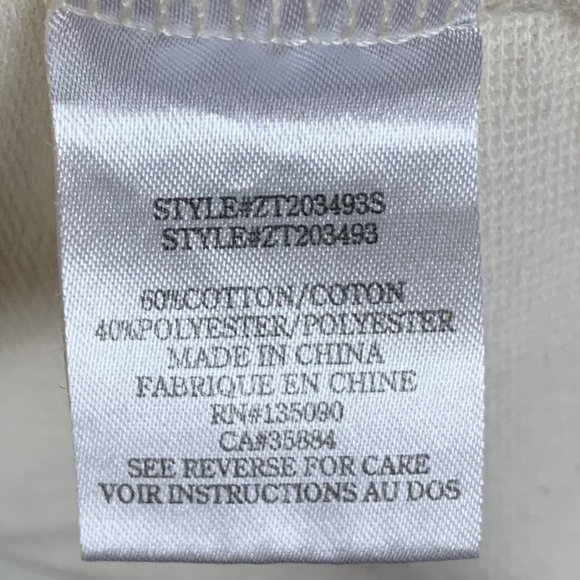 STYLE#ZT203493S
STYLE#ZT203493
60%COTTON/COTON
40%POLYESTER/POLYESTER
MADE IN CHINA
FABRIQUE EN CHINE
RN#135090
CA#35884
SEE REVERSE FOR CARE
VOIR INSTRUCTIONS AU DOS